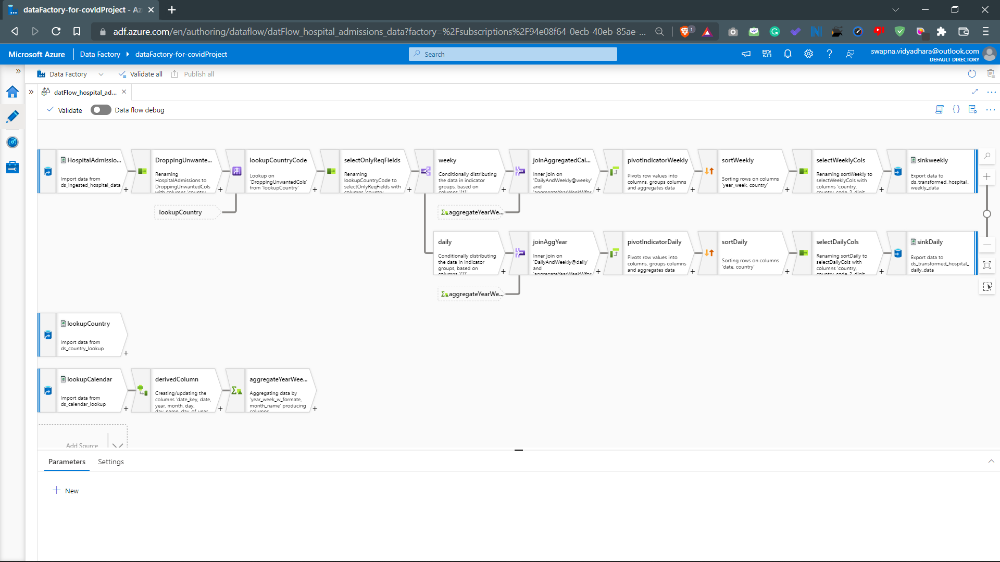 dataFactory-for-covidProject - Az
adf.azure.com/en/authoring/dataflow/datFlow_hospital_admissions_data?factory=%2Fsubscriptions%2F94e08f64-0ecb-40eb-85ae-...
1
Microsoft Azure
Data Factory
dataFactory-for-covidProject
Search
swapna.vidyadhara@outlook.com
DEFAULT DIRECTORY
Data Factory
Validate all
Publish all
datFlow_hospital_ad...
Validate
Data flow debug
HospitalAdmissio...
Import data from
ds_ingested_hospital_data
DroppingUnwante...
Renaming
HospitalAdmissions to
DroppingUnwantedCols
with columns 'country,
lookupCountryCode
Lookup on
'DroppingUnwantedCols'
from 'lookupCountry'
selectOnlyReqFields
Renaming
lookupCountryCode to
selectOnlyReqFields with
columns 'country,
weeky
Conditionally distributing
the data in indicator
groups, based on
columns '{1}'
joinAggregatedCal...
Inner join on
'DailyAndWeekly@weeky'
and
'aggregateYearWeekWfor
pivotIndicatorWeekly
Pivots row values into
columns, groups columns
and aggregates data
sortWeekly
Sorting rows on columns
'year_week, country'
selectWeeklyCols
Renaming sortWeekly to
selectWeeklyCols with
columns 'country,
country_code_2_digit,
sinkweekly
Export data to
ds_transformed_hospital_
weekly_data
lookupCountry
aggregateYearWe...
daily
Conditionally distributing
the data in indicator
groups, based on
columns '{1}'
joinAggYear
Inner join on
'DailyAndWeekly@daily'
and
'aggregateYearWeekWfor
pivotIndicatorDaily
Pivots row values into
columns, groups columns
and aggregates data
sortDaily
Sorting rows on columns
'date, country'
selectDailyCols
Renaming sortDaily to
selectDailyCols with
columns 'country,
country_code_2_digit,
sinkDaily
Export data to
ds_transformed_hospital_
daily_data
aggregateYearWe...
lookupCountry
Import data from
ds_country_lookup
lookupCalendar
Import data from
ds_calendar_lookup
derivedColumn
Creating/updating the
columns 'date_key, date,
year, month, day,
day_name, day_of_year,
aggregateYearWee...
Aggregating data by
'year_week_w_formate,
month_name' producing
columns
Add Source
Parameters
Settings
New